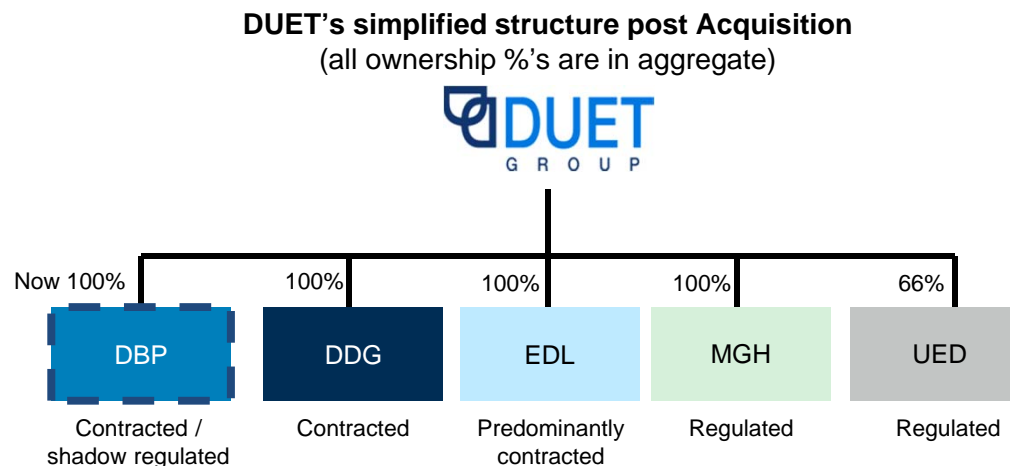 DUET’s simplified structure post Acquisition
(all ownership %’s are in aggregate)
DUET
GROUP
Now 100%
100%
100%
100%
66%
DBP
DDG
EDL
MGH
UED
Contracted /
shadow regulated
Contracted
Predominantly
contracted
Regulated
Regulated